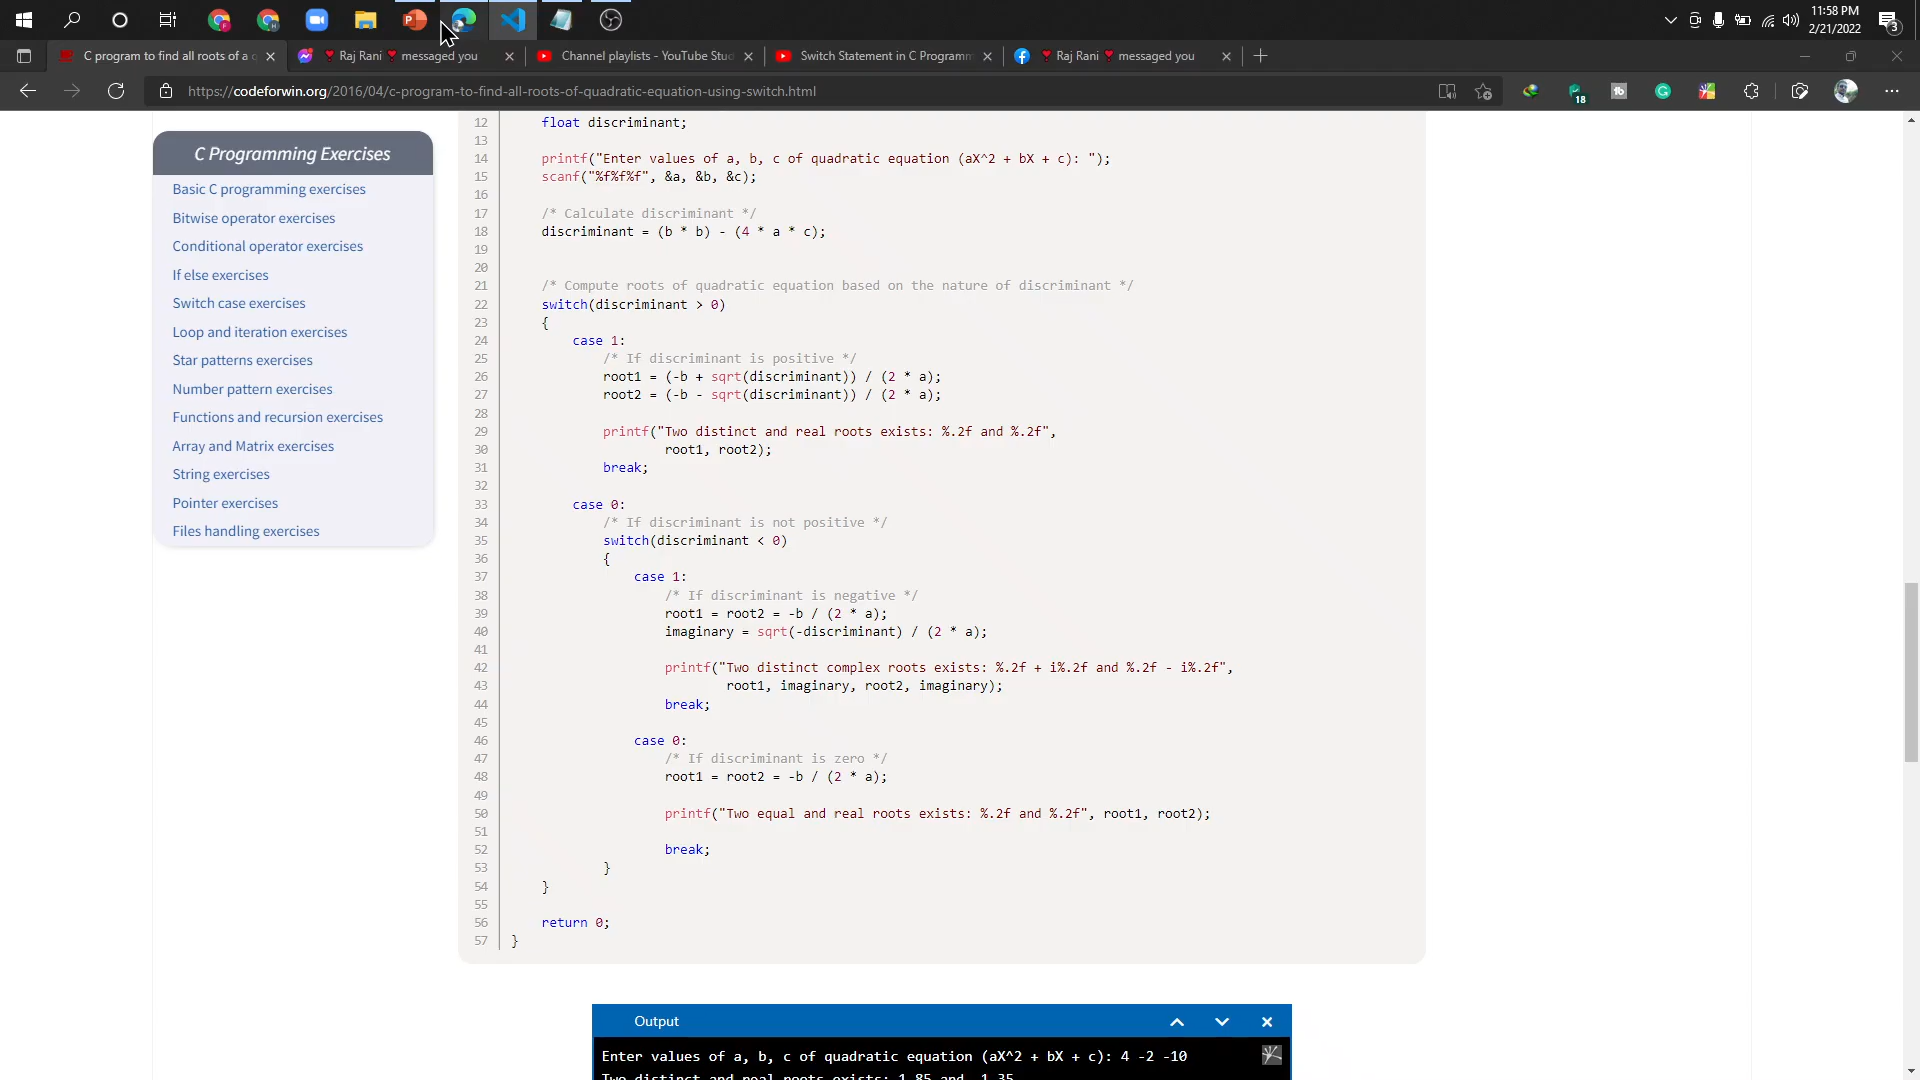 11:58 PM
2/21/2022
3
C program to find all roots of a q
Raj Rani ❣ messaged you
Channel playlists - YouTube Stud
Switch Statement in C Programm
Raj Rani ❣ messaged you
https://codeforwin.org/2016/04/c-program-to-find-all-roots-of-quadratic-equation-using-switch.html
18
C Programming Exercises
Basic C programming exercises
Bitwise operator exercises
Conditional operator exercises
If else exercises
Switch case exercises
Loop and iteration exercises
Star patterns exercises
Number pattern exercises
Functions and recursion exercises
Array and Matrix exercises
String exercises
Pointer exercises
Files handling exercises
12 float discriminant;
13
14 printf("Enter values of a, b, c of quadratic equation (aX^2 + bX + c): ");
15 scanf("%f%f%f", &a, &b, &c);
16
17 /* Calculate discriminant */
18 discriminant = (b * b) - (4 * a * c);
19
20
21 /* Compute roots of quadratic equation based on the nature of discriminant */
22 switch(discriminant > 0)
23 {
24 case 1:
25 /* If discriminant is positive */
26 root1 = (-b + sqrt(discriminant)) / (2 * a);
27 root2 = (-b - sqrt(discriminant)) / (2 * a);
28
29 printf("Two distinct and real roots exists: %.2f and %.2f",
30 root1, root2);
31 break;
32
33 case 0:
34 /* If discriminant is not positive */
35 switch(discriminant < 0)
36 {
37 case 1:
38 /* If discriminant is negative */
39 root1 = root2 = -b / (2 * a);
40 imaginary = sqrt(-discriminant) / (2 * a);
41
42 printf("Two distinct complex roots exists: %.2f + i%.2f and %.2f - i%.2f",
43 root1, imaginary, root2, imaginary);
44 break;
45
46 case 0:
47 /* If discriminant is zero */
48 root1 = root2 = -b / (2 * a);
49
50 printf("Two equal and real roots exists: %.2f and %.2f", root1, root2);
51
52 break;
53 }
54 }
55
56 return 0;
57 }
Output
Enter values of a, b, c of quadratic equation (aX^2 + bX + c): 4 -2 -10
Two distinct and real roots exists: 1.85 and -1.35